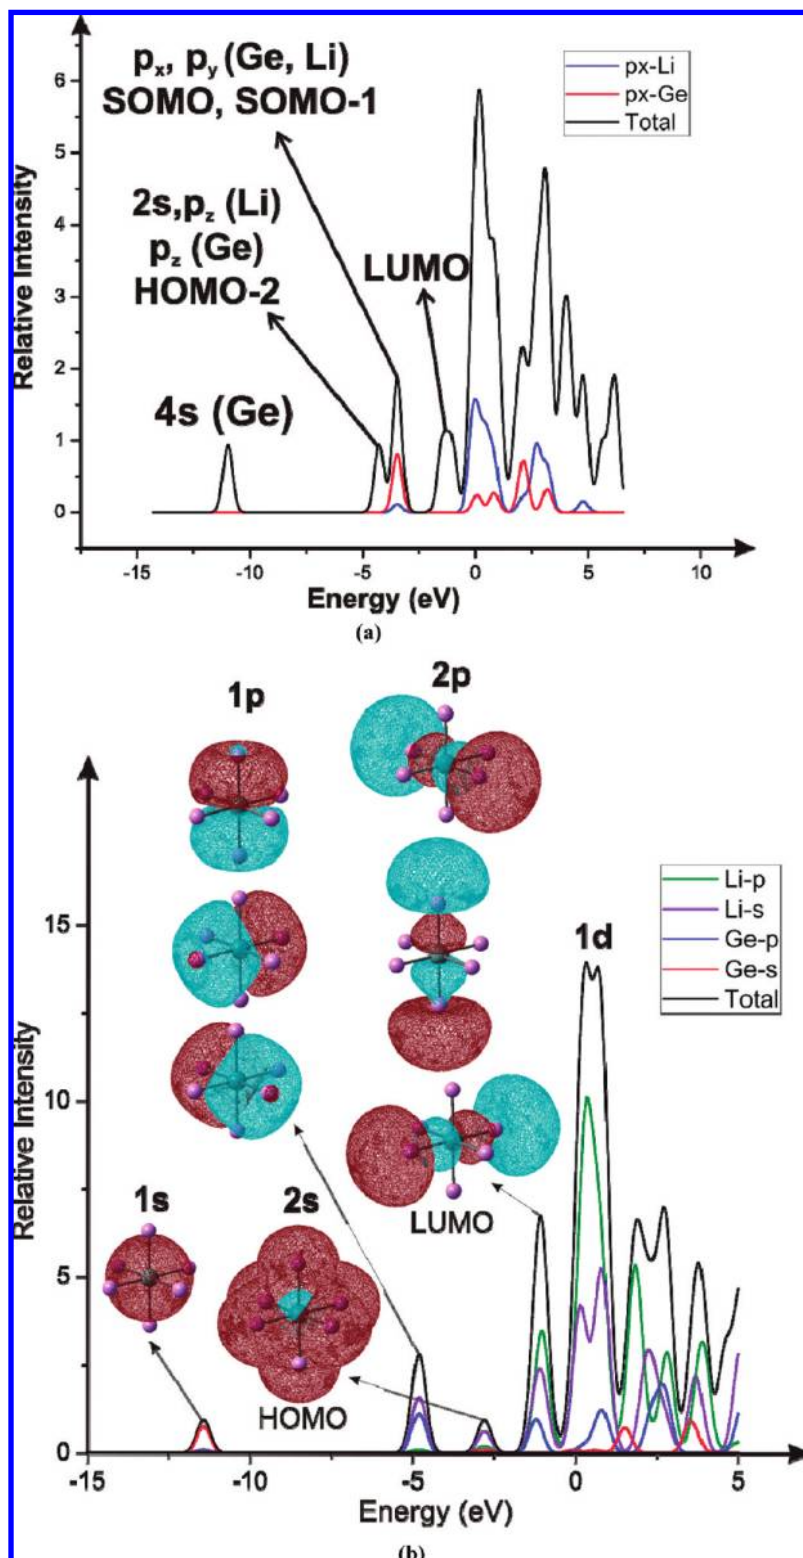 pₓ, p_y (Ge, Li)
SOMO, SOMO-1
2s,p_z (Li)
p_z (Ge)
HOMO-2
LUMO
4s (Ge)
px-Li
px-Ge
Total
Relative Intensity
6
5
4
3
2
1
0
-15
-10
-5
0
5
10
Energy (eV)
(a)
1p
2p
1d
Li-p
Li-s
Ge-p
Ge-s
Total
1s
2s
LUMO
HOMO
Relative Intensity
15
10
5
0
-15
-10
-5
0
5
Energy (eV)
(b)